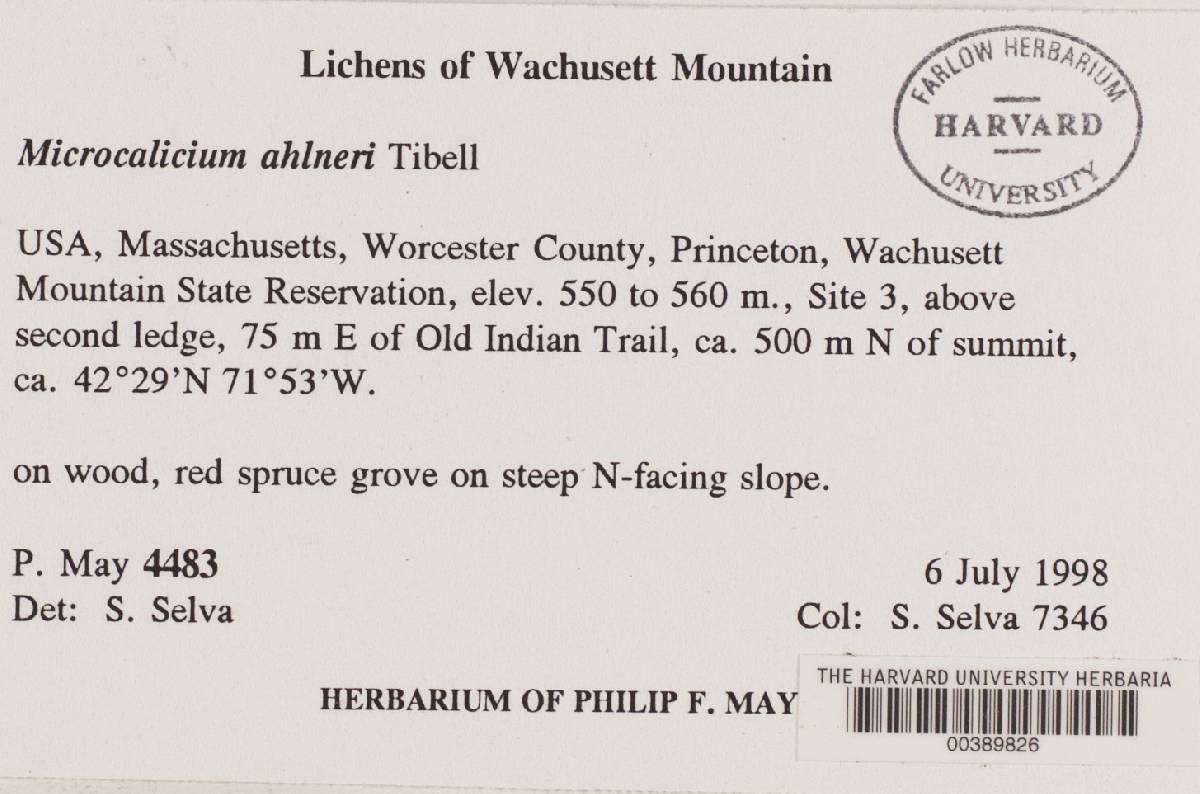 Lichens of Wachusett Mountain
FARLOW HERBARIUM
HARVARD
UNIVERSITY
Microcalicium ahlneri Tibell
USA, Massachusetts, Worcester County, Princeton, Wachusett
Mountain State Reservation, elev. 550 to 560 m., Site 3, above
second ledge, 75 m E of Old Indian Trail, ca. 500 m N of summit,
ca. 42°29’N 71°53’W.
on wood, red spruce grove on steep N-facing slope.
P. May 4483
6 July 1998
Det: S. Selva
Col: S. Selva 7346
HERBARIUM OF PHILIP F. MAY
THE HARVARD UNIVERSITY HERBARIA
00389826